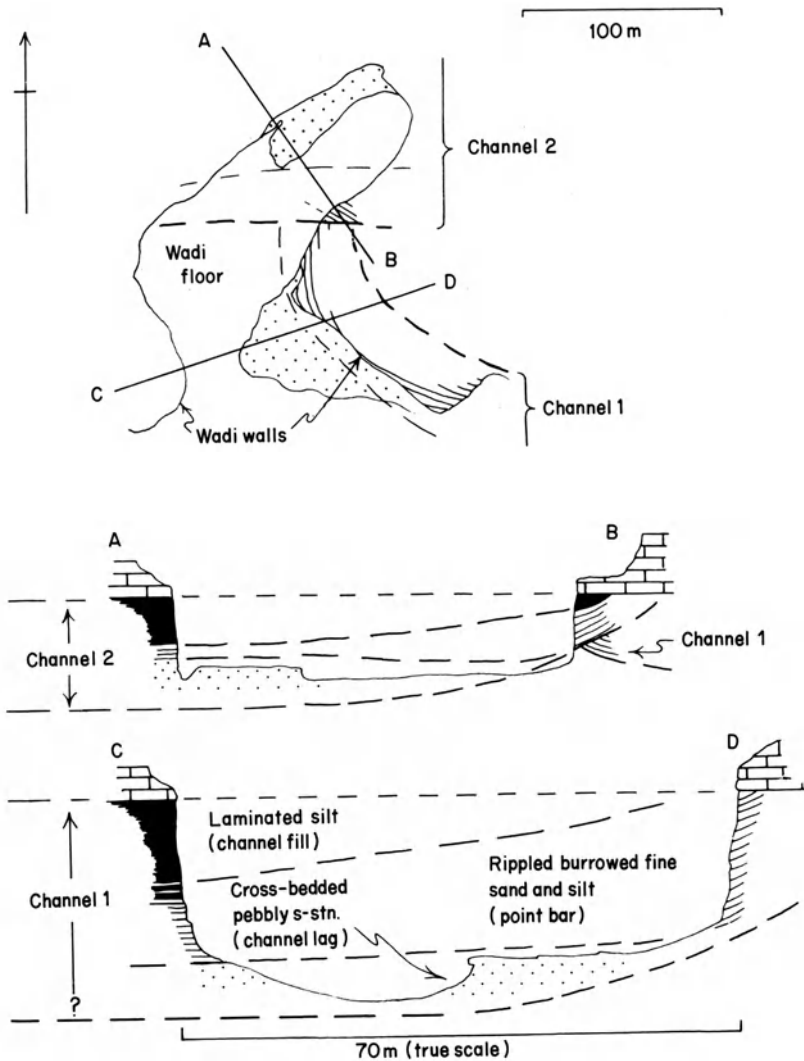 100 m
A
Channel 2
Wadi
floor
B
D
C
Channel 1
Wadi walls
A
B
Channel 2
Channel 1
C
D
Laminated silt
(channel fill)
Channel 1
Cross-bedded
pebbly s-stn.
(channel lag)
Rippled burrowed fine
sand and silt
(point bar)
?
70 m (true scale)